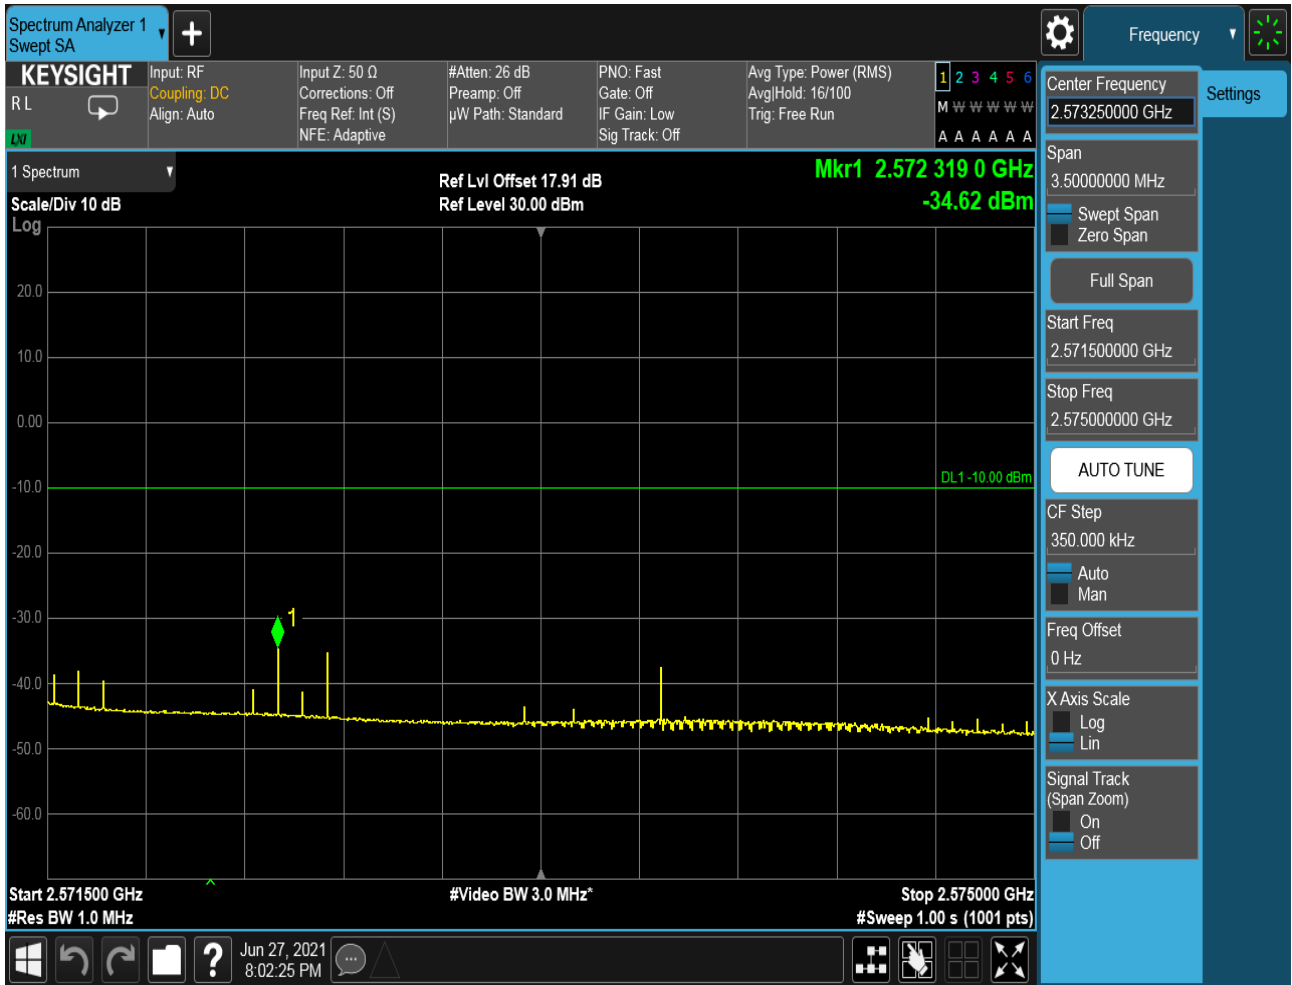 Spectrum Analyzer 1
Swept SA
Frequency
KEYSIGHT
R L
LXI
Input: RF
Coupling: DC
Align: Auto
Input Z: 50 Ω
Corrections: Off
Freq Ref: Int (S)
NFE: Adaptive
#Atten: 26 dB
Preamp: Off
µW Path: Standard
PNO: Fast
Gate: Off
IF Gain: Low
Sig Track: Off
Avg Type: Power (RMS)
Avg|Hold: 16/100
Trig: Free Run
1 2 3 4 5 6
M W W W W W
A A A A A A
1 Spectrum
Scale/Div 10 dB
Log
Ref Lvl Offset 17.91 dB
Ref Level 30.00 dBm
Mkr1 2.572 319 0 GHz
-34.62 dBm
20.0
10.0
0.00
-10.0
-20.0
-30.0
-40.0
-50.0
-60.0
DL1 -10.00 dBm
1
Start 2.571500 GHz
#Res BW 1.0 MHz
#Video BW 3.0 MHz*
Stop 2.575000 GHz
#Sweep 1.00 s (1001 pts)
Center Frequency
2.573250000 GHz
Settings
Span
3.50000000 MHz
Swept Span
Zero Span
Full Span
Start Freq
2.571500000 GHz
Stop Freq
2.575000000 GHz
AUTO TUNE
CF Step
350.000 kHz
Auto
Man
Freq Offset
0 Hz
X Axis Scale
Log
Lin
Signal Track
(Span Zoom)
On
Off
?
Jun 27, 2021
8:02:25 PM